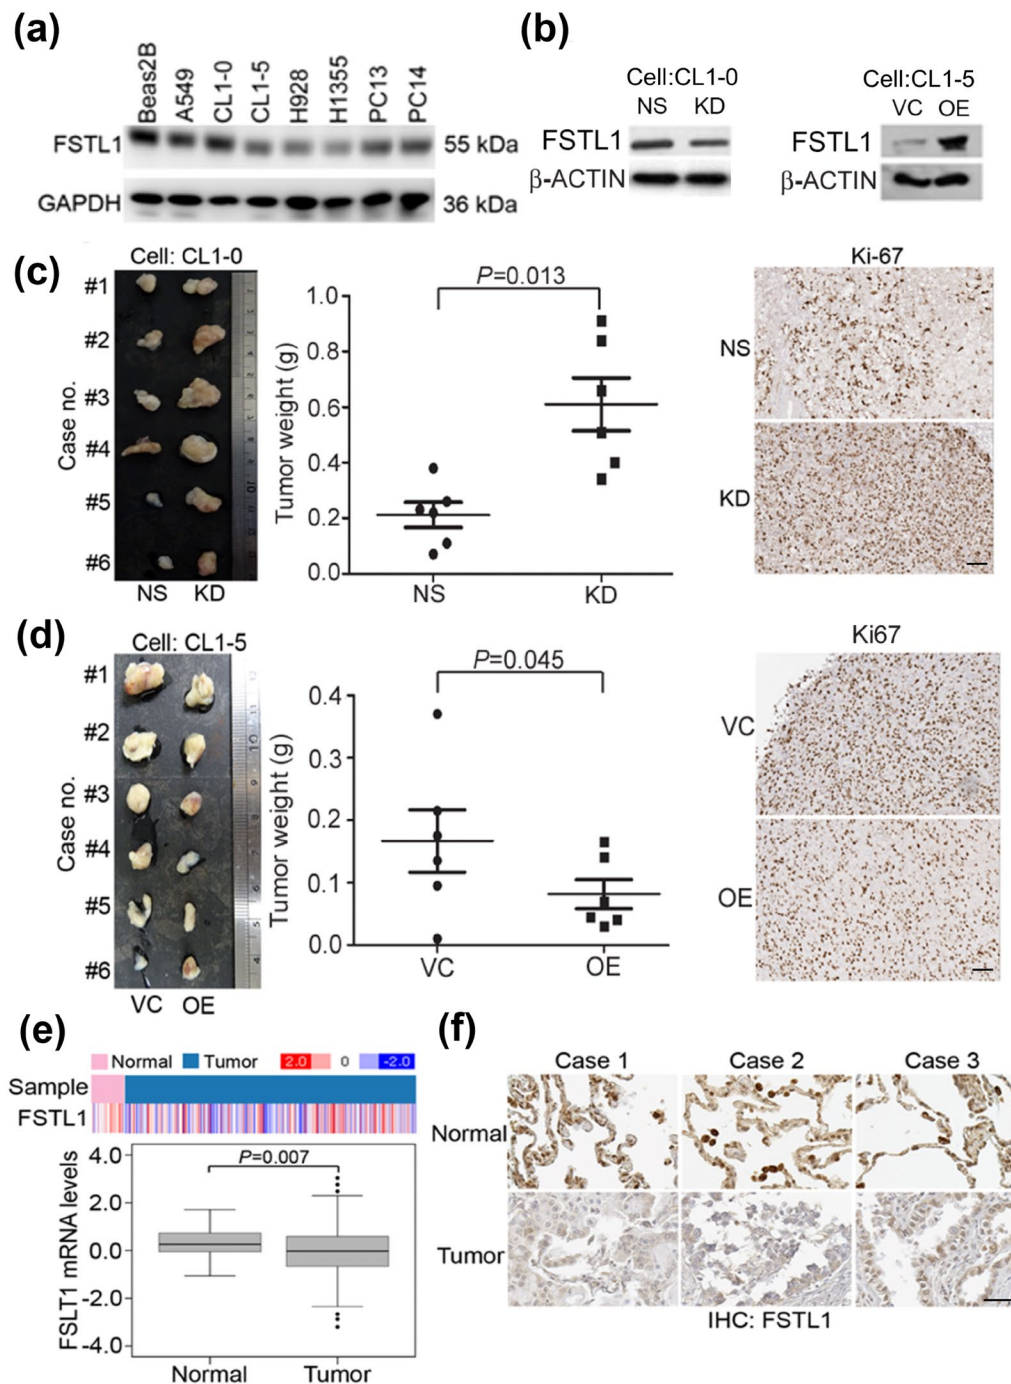 (a)
Beas2B A549 CL1-0 CL1-5 H928 H1355 PC13 PC14
FSTL1 55 kDa
GAPDH 36 kDa
(b)
Cell:CL1-0
NS KD
FSTL1
β-ACTIN
Cell:CL1-5
VC OE
FSTL1
β-ACTIN
(c)
Cell: CL1-0
Case no.
#1
#2
#3
#4
#5
#6
NS KD
P=0.013
Tumor weight (g)
1.0
0.8
0.6
0.4
0.2
0.0
NS KD
Ki-67
NS
KD
(d)
Cell: CL1-5
Case no.
#1
#2
#3
#4
#5
#6
VC OE
P=0.045
Tumor weight (g)
0.4
0.3
0.2
0.1
0.0
VC OE
Ki67
VC
OE
(e)
Normal Tumor 2.0 0 -2.0
Sample
FSTL1
P=0.007
FSLT1 mRNA levels
4.0
2.0
0.0
-2.0
-4.0
Normal Tumor
(f)
Case 1 Case 2 Case 3
Normal
Tumor
IHC: FSTL1